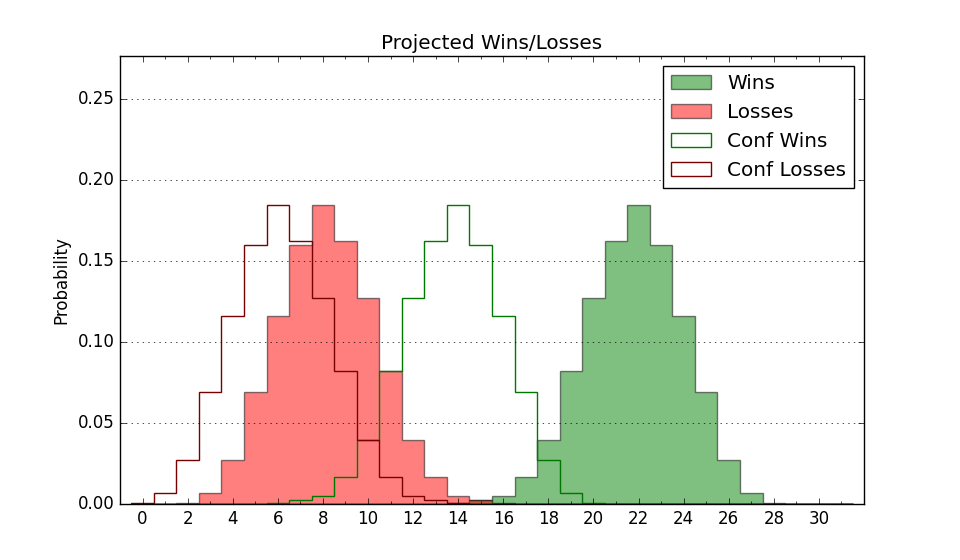 Projected Wins/Losses
Wins
Losses
Conf Wins
Conf Losses
Probability
0.25
0.20
0.15
0.10
0.05
0.00
0 2 4 6 8 10 12 14 16 18 20 22 24 26 28 30